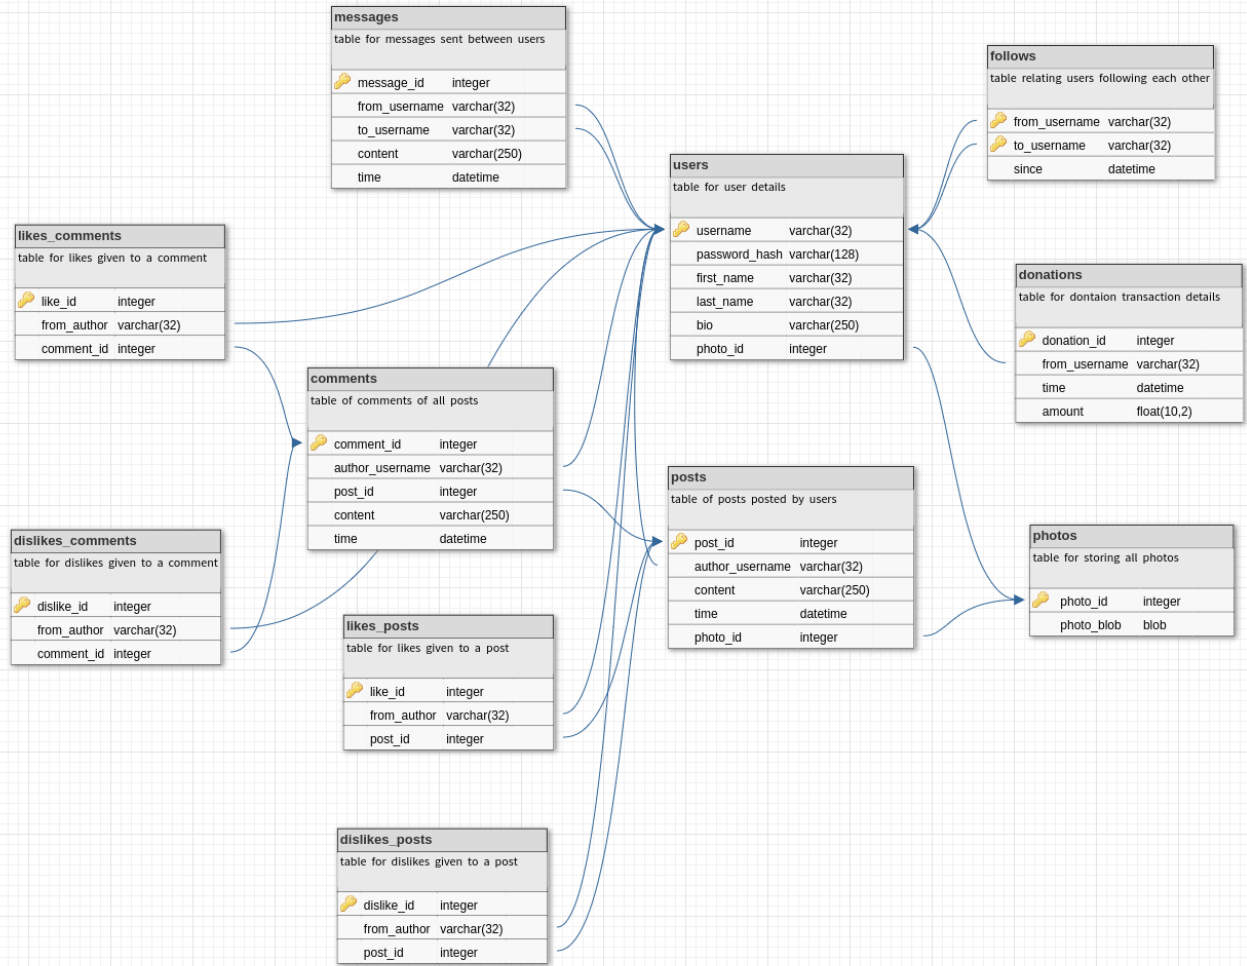 messages
table for messages sent between users
message_id integer
from_username varchar(32)
to_username varchar(32)
content varchar(250)
time datetime
follows
table relating users following each other
from_username varchar(32)
to_username varchar(32)
since datetime
users
table for user details
username varchar(32)
password_hash varchar(128)
first_name varchar(32)
last_name varchar(32)
bio varchar(250)
photo_id integer
likes_comments
table for likes given to a comment
like_id integer
from_author varchar(32)
comment_id integer
donations
table for dontaion transaction details
donation_id integer
from_username varchar(32)
time datetime
amount float(10,2)
comments
table of comments of all posts
comment_id integer
author_username varchar(32)
post_id integer
content varchar(250)
time datetime
posts
table of posts posted by users
post_id integer
author_username varchar(32)
content varchar(250)
time datetime
photo_id integer
photos
table for storing all photos
photo_id integer
photo_blob blob
dislikes_comments
table for dislikes given to a comment
dislike_id integer
from_author varchar(32)
comment_id integer
likes_posts
table for likes given to a post
like_id integer
from_author varchar(32)
post_id integer
dislikes_posts
table for dislikes given to a post
dislike_id integer
from_author varchar(32)
post_id integer